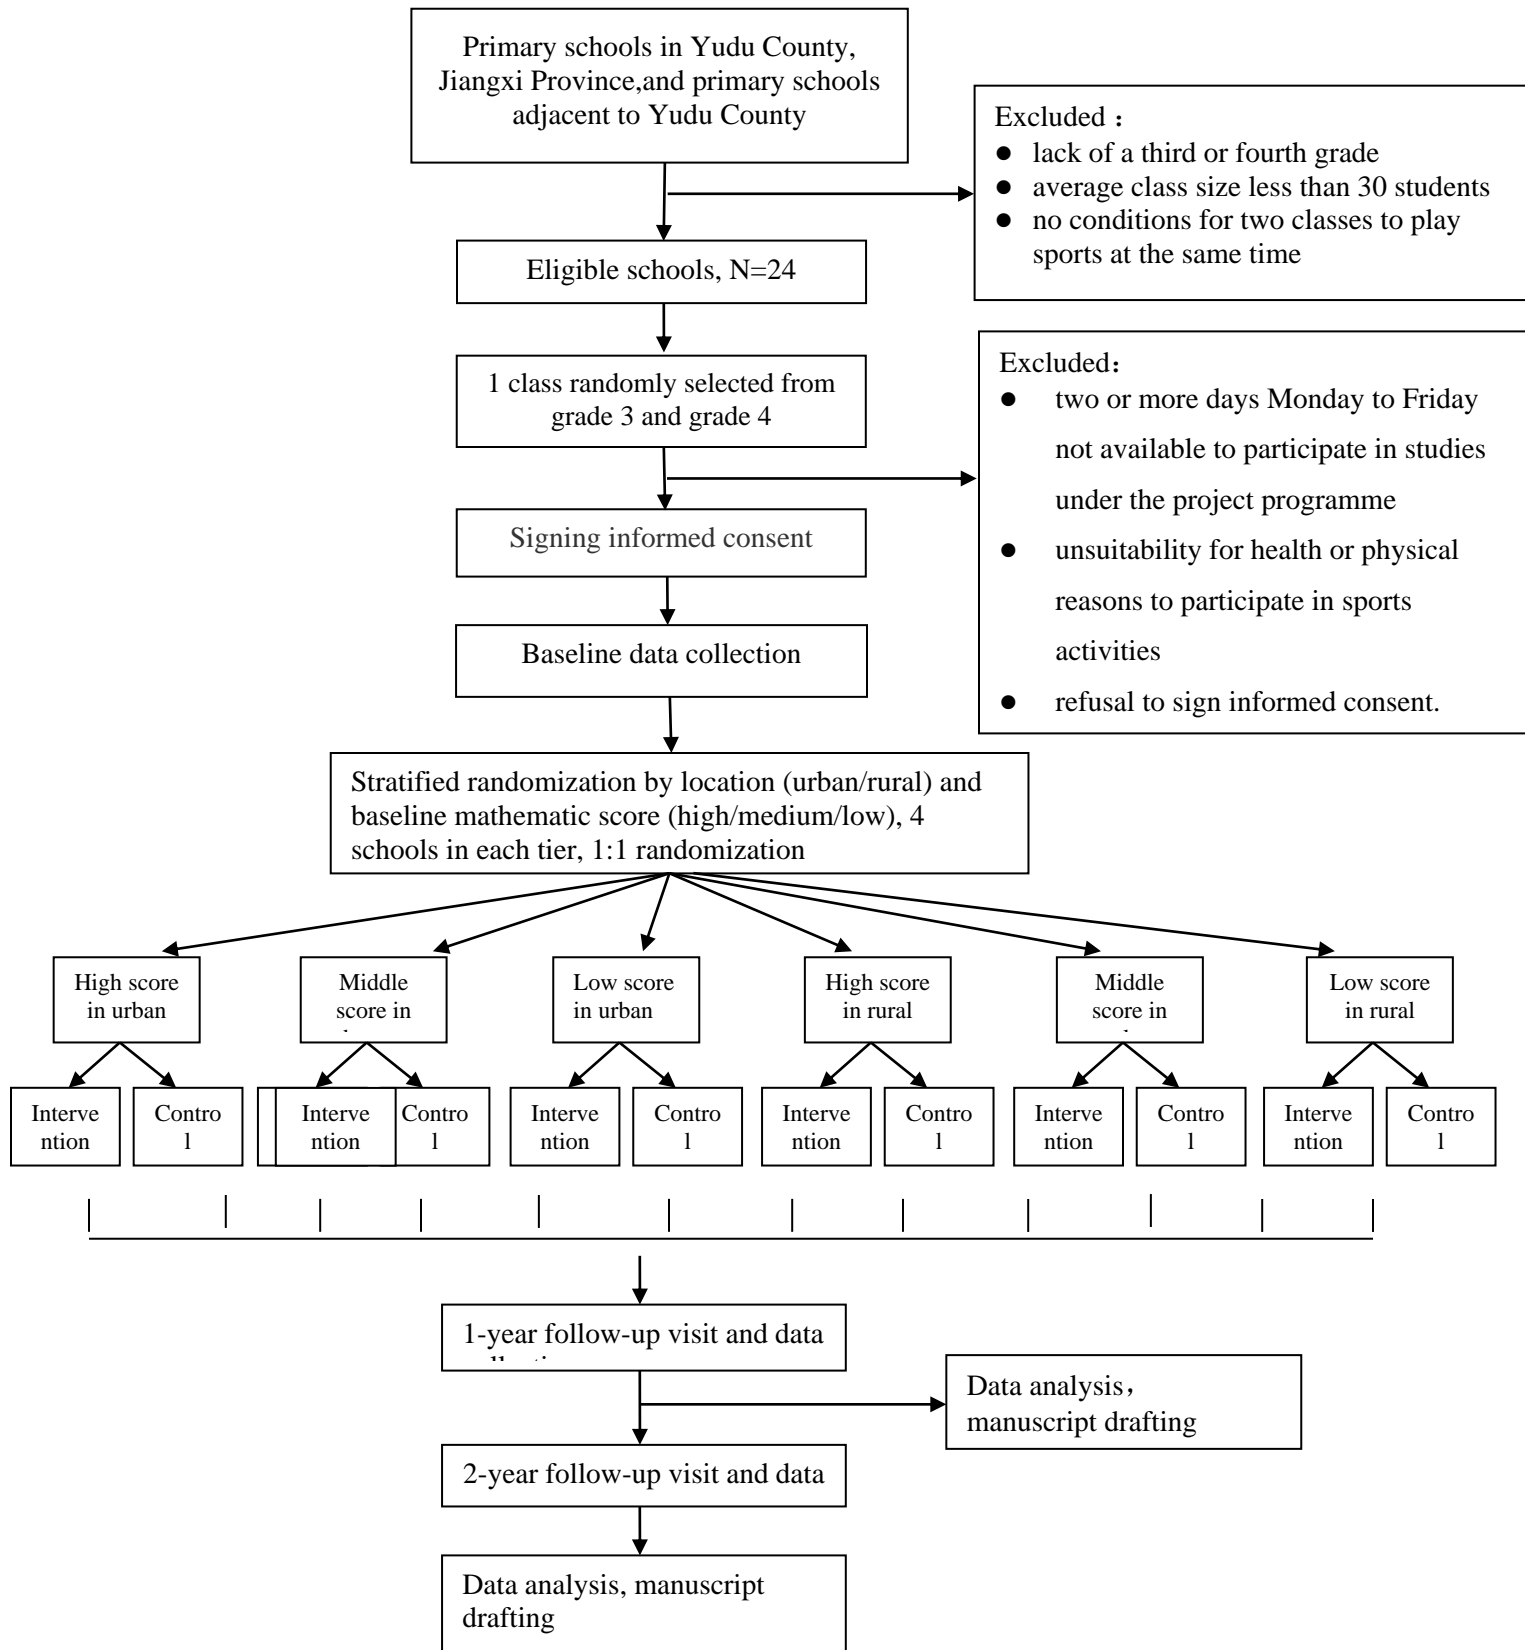 Primary schools in Yudu County,
Jiangxi Province,and primary schools
adjacent to Yudu County
Excluded：
● lack of a third or fourth grade
● average class size less than 30 students
● no conditions for two classes to play
sports at the same time
Eligible schools, N=24
1 class randomly selected from
grade 3 and grade 4
Excluded：
● two or more days Monday to Friday
not available to participate in studies
under the project programme
● unsuitability for health or physical
reasons to participate in sports
activities
● refusal to sign informed consent.
Signing informed consent
Baseline data collection
Stratified randomization by location (urban/rural) and
baseline mathematic score (high/medium/low), 4
schools in each tier, 1:1 randomization
High score
in urban
Middle
score in
Low score
in urban
High score
in rural
Middle
score in
Low score
in rural
Interve
ntion
Contro
l
Interve
ntion
Contro
l
Interve
ntion
Contro
l
Interve
ntion
Contro
l
Interve
ntion
Contro
l
Interve
ntion
Contro
l
1-year follow-up visit and data
Data analysis，
manuscript drafting
2-year follow-up visit and data
Data analysis, manuscript
drafting